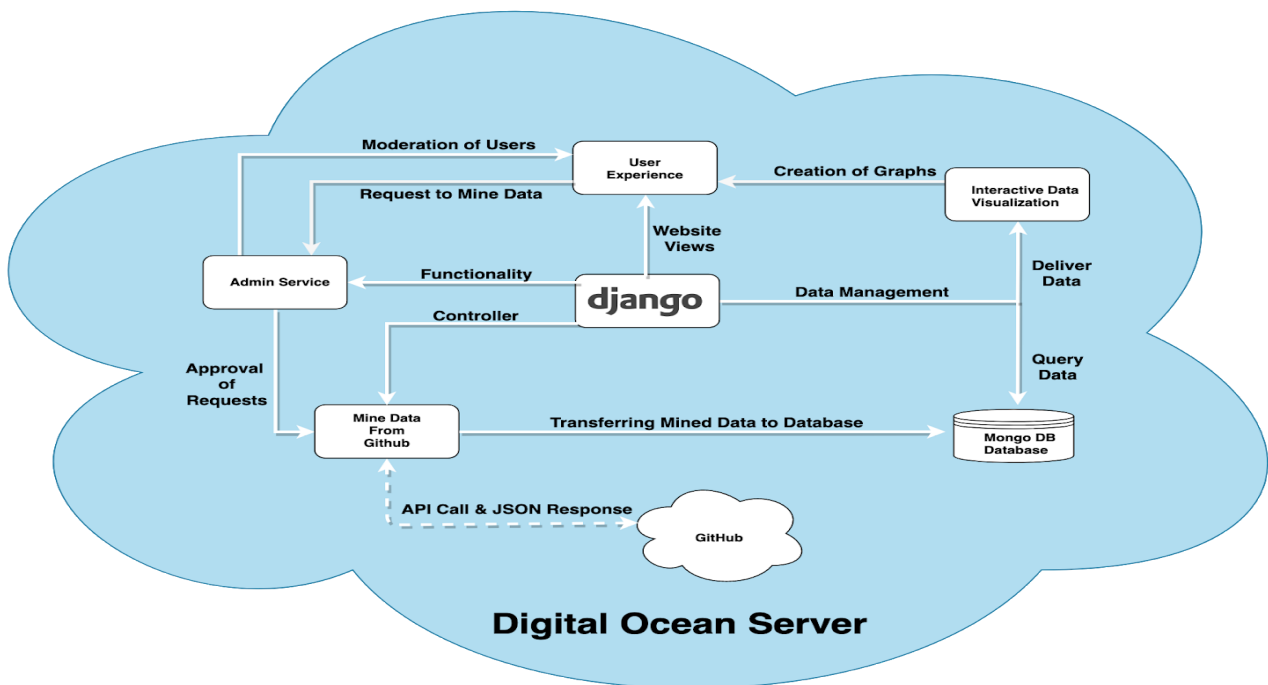 Moderation of Users
User
Experience
Creation of Graphs
Request to Mine Data
Interactive Data
Visualization
Website
Views
Admin Service
Functionality
django
Deliver
Data
Data Management
Controller
Approval
of
Requests
Query
Data
Mine Data
From
Github
Transferring Mined Data to Database
Mongo DB
Database
API Call & JSON Response
GitHub
Digital Ocean Server